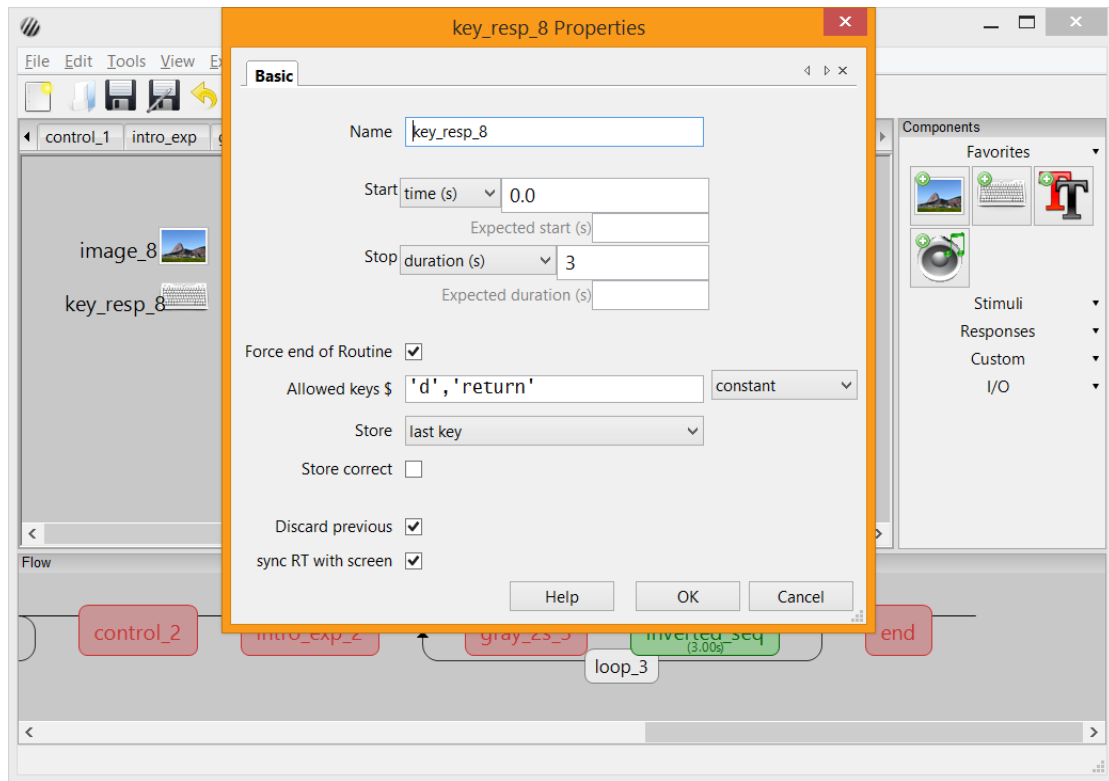 key_resp_8 Properties
File Edit Tools View
Basic
control_1 intro_exp
Components
Favorites
Name key_resp_8
Start time (s) 0.0
Expected start (s)
image_8
Stop duration (s) 3
Expected duration (s)
key_resp_8
Stimuli
Responses
Custom
I/O
Force end of Routine
Allowed keys $ 'd','return' constant
Store last key
Store correct
Discard previous
sync RT with screen
Flow
Help OK Cancel
control_2 intro_exp_2 gray_2s_3 inverted_seq end
(3.00s)
loop_3